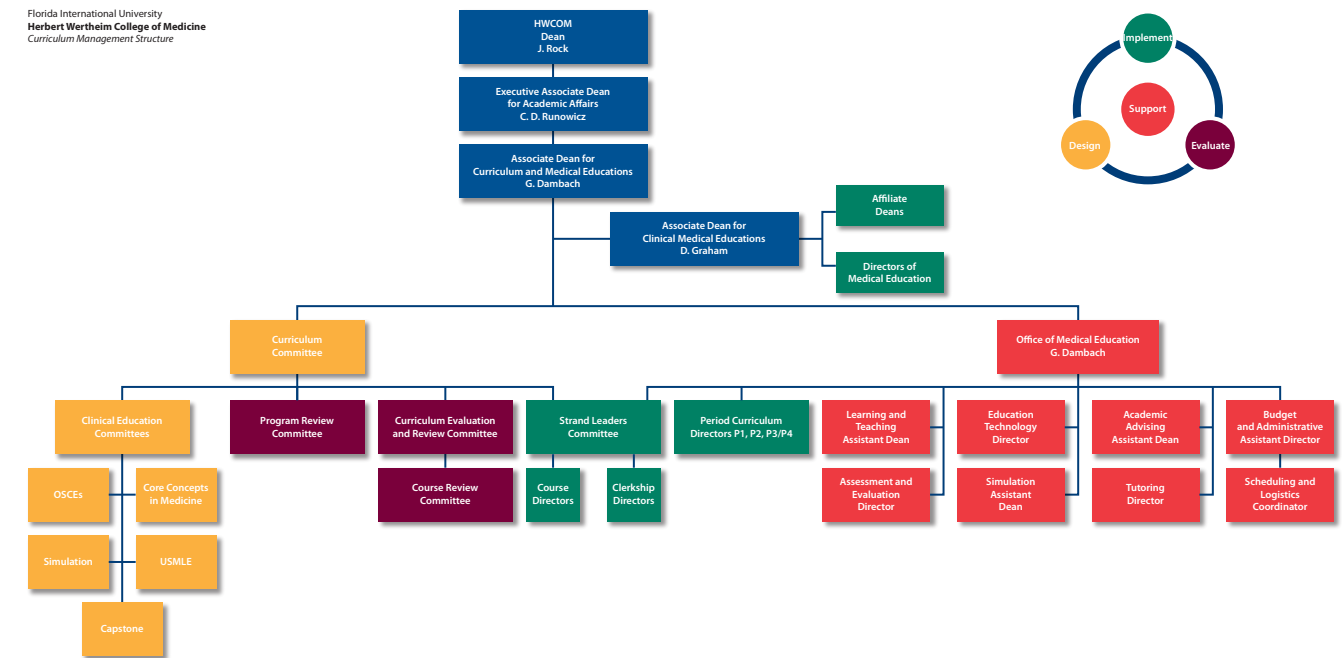 Florida International University
Herbert Wertheim College of Medicine
Curriculum Management Structure
HWCOM
Dean
J. Rock
Executive Associate Dean
for Academic Affairs
C. D. Runowicz
Associate Dean for
Curriculum and Medical Educations
G. Dambach
Associate Dean for
Clinical Medical Educations
D. Graham
Affiliate
Deans
Directors of
Medical Education
Implement
Support
Design
Evaluate
Curriculum
Committee
Office of Medical Education
G. Dambach
Clinical Education
Committees
Program Review
Committee
Curriculum Evaluation
and Review Committee
Strand Leaders
Committee
Period Curriculum
Directors P1, P2, P3/P4
Learning and
Teaching
Assistant Dean
Education
Technology
Director
Academic
Advising
Assistant Dean
Budget
and Administrative
Assistant Director
OSCEs
Core Concepts
in Medicine
Course Review
Committee
Course
Directors
Clerkship
Directors
Assessment and
Evaluation
Director
Simulation
Assistant
Dean
Tutoring
Director
Scheduling and
Logistics
Coordinator
Simulation
USMLE
Capstone